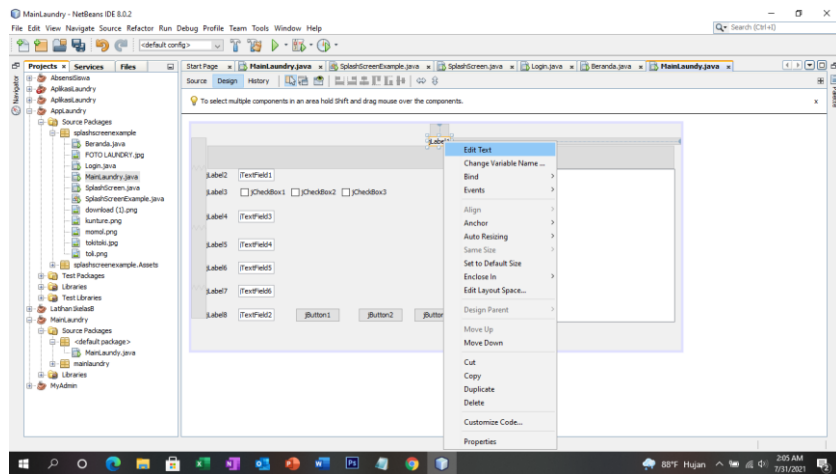 MainLaundry - NetBeans IDE 8.0.2
File Edit View Navigate Source Refactor Run Debug Profile Team Tools Window Help
Search (Ctrl+I)
<default config>
Projects Services Files
Start Page MainLaundry.java SplashScreenExample.java SplashScreen.java Login.java Beranda.java MainLaundy.java
Navigator
Source Design History
Palette
To select multiple components in an area hold Shift and drag mouse over the components.
AbsensiSiswa
AplikasLaundry
AplikasiLaundry
AppLaundry
Source Packages
splashscreenexample
Beranda.java
FOTO LAUNDRY.jpg
Login.java
MainLaundry.java
SplashScreen.java
SplashScreenExample.java
download (1).png
kunture.png
momol.png
tokitoki.jpg
toli.png
splashscreenexample.Assets
Test Packages
Libraries
Test Libraries
Latihan3kelasB
MainLaundry
Source Packages
<default package>
MainLaundy.java
mainlaundry
Libraries
MyAdmin
jLabel2 jTextField1
jLabel3 jCheckBox1 jCheckBox2 jCheckBox3
jLabel4 jTextField3
jLabel5 jTextField4
jLabel6 jTextField5
jLabel7 jTextField6
jLabel8 jTextField2 jButton1 jButton2
Edit Text
Change Variable Name ...
Bind
Events
Align
Anchor
Auto Resizing
Same Size
Set to Default Size
Enclose In
Edit Layout Space...
Design Parent
Move Up
Move Down
Cut
Copy
Duplicate
Delete
Customize Code...
Properties
88°F Hujan
2:05 AM
7/31/2021